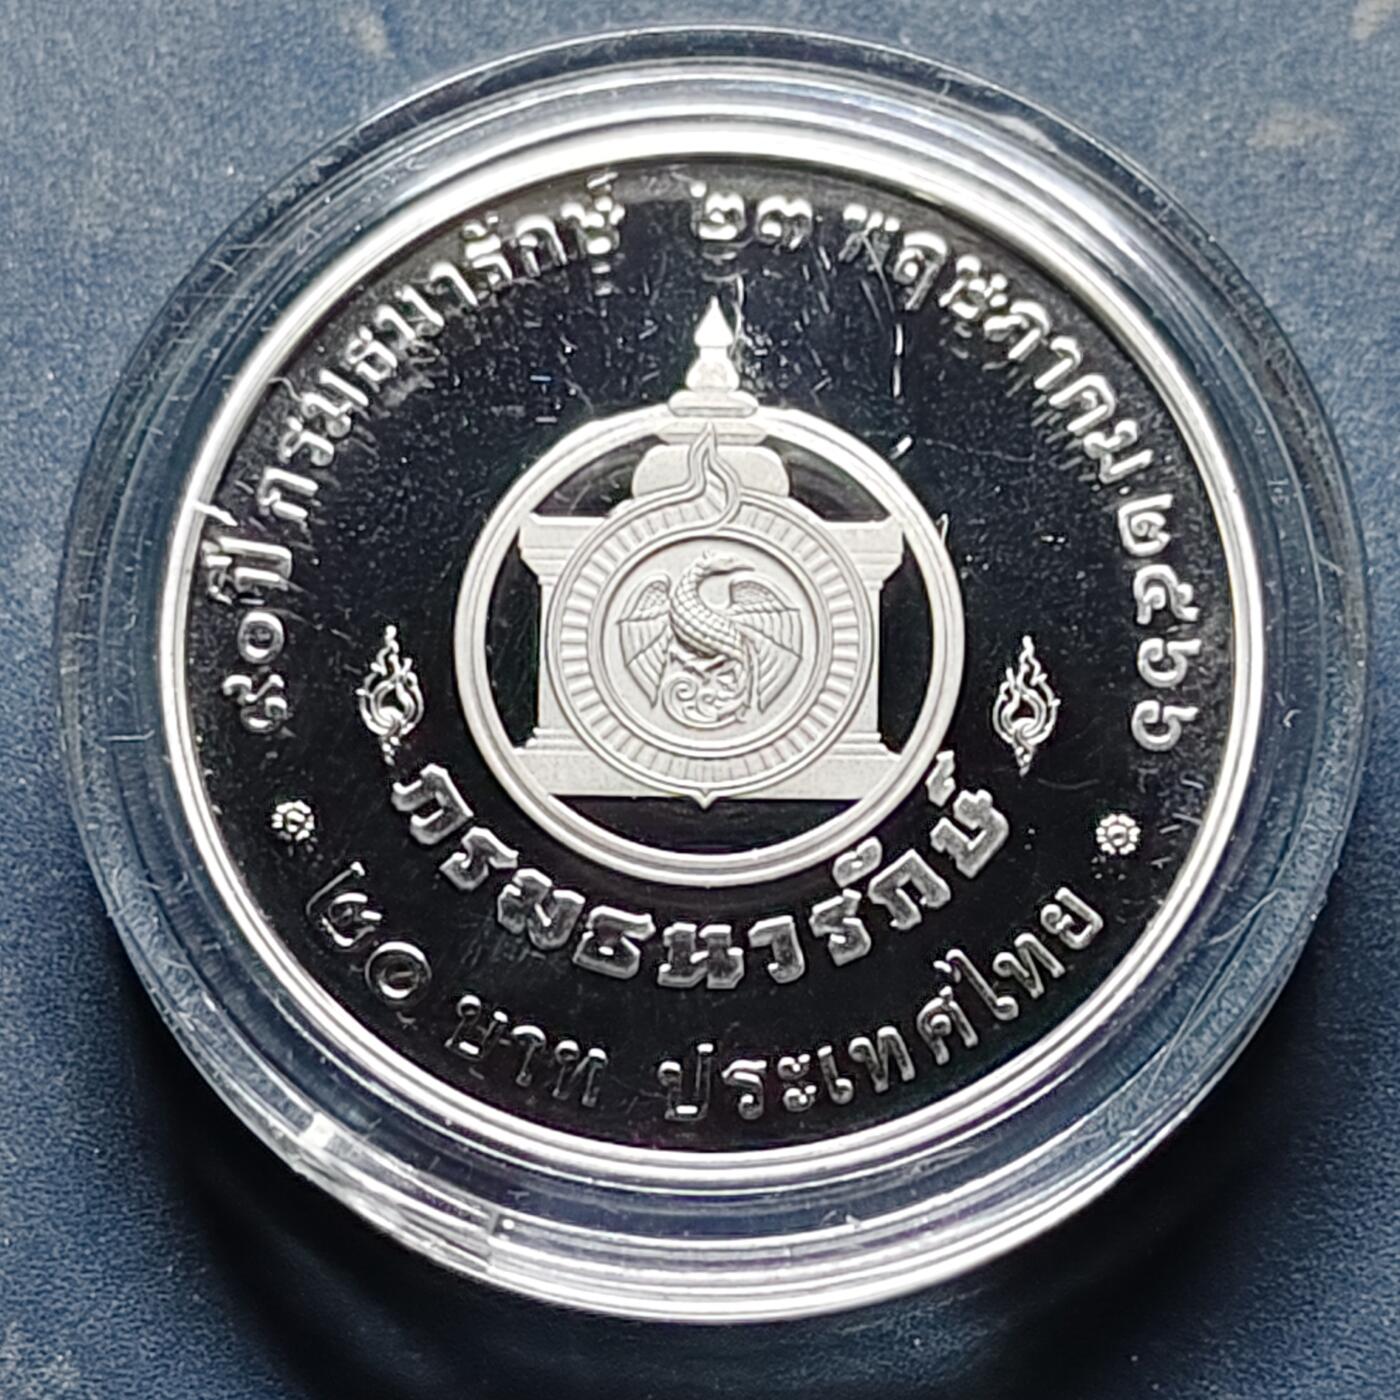 ๙๐ ปี กรมธนารักษ์ ๒๓ พฤษภาคม ๒๕๖๖
กรมธนารักษ์
๒๐ บาท ประเทศไทย